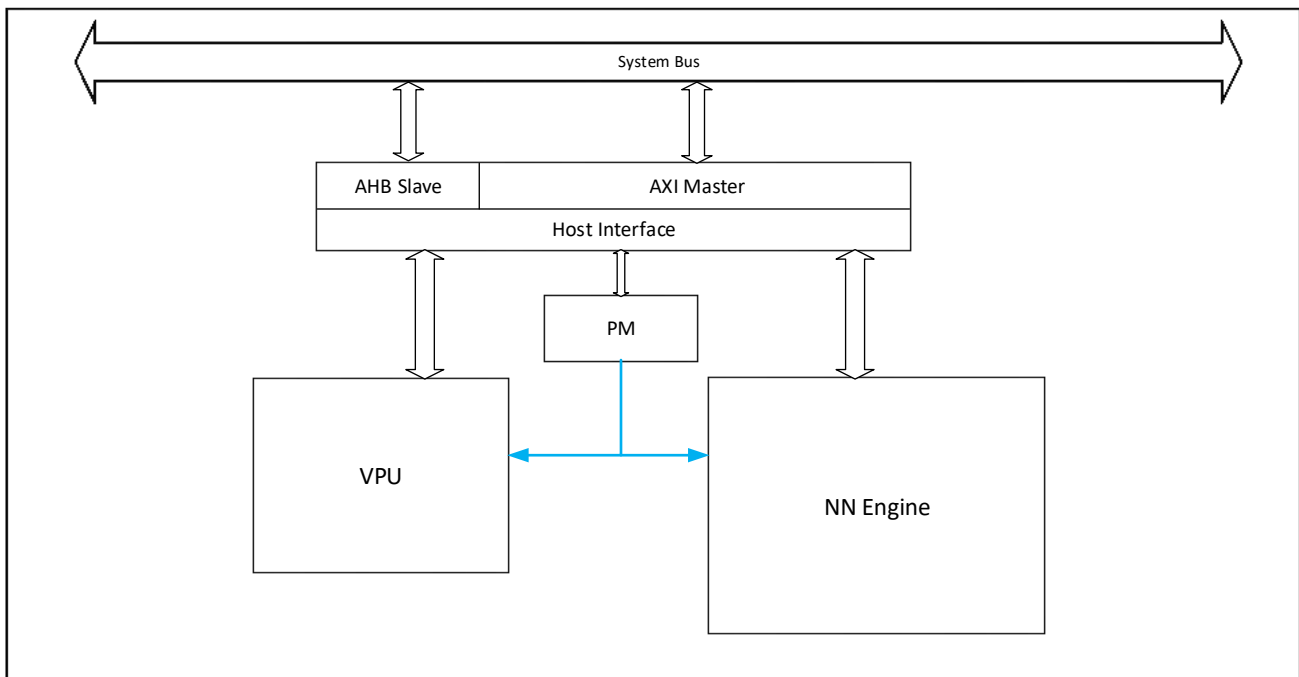 System Bus
AHB Slave
AXI Master
Host Interface
PM
VPU
NN Engine